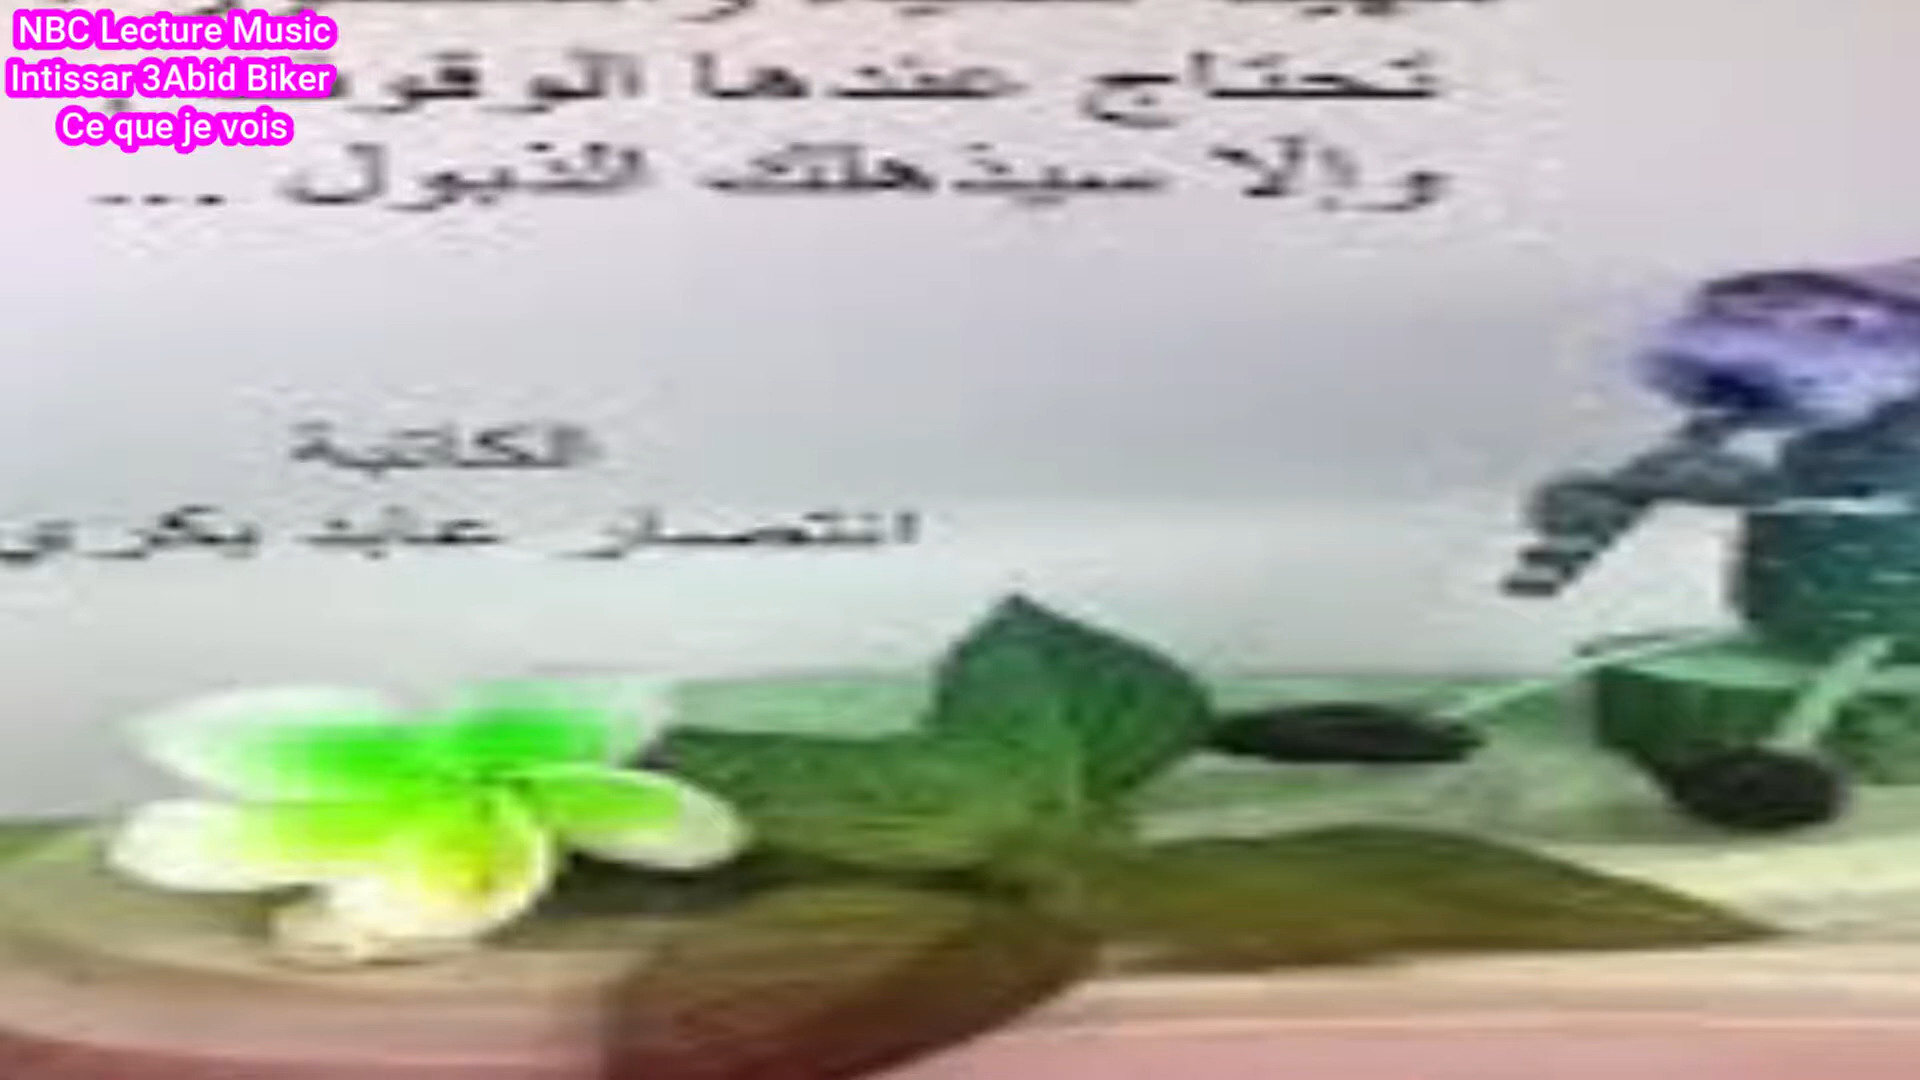 NBC Lecture Music
Intissar 3Abid Biker
Ce que je vois
تحتاج عندها
وإلا سيذهلك الذبول ...
الكاتبة
انتصار عابد بكري